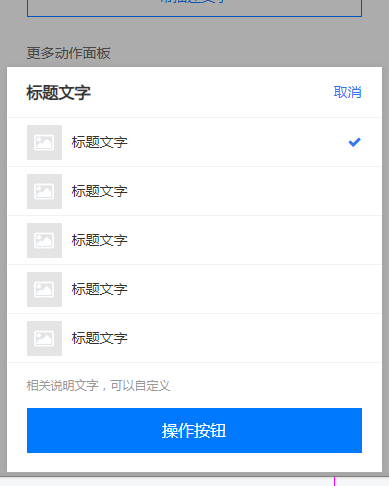 更多动作面板
标题文字
取消
标题文字
标题文字
标题文字
标题文字
标题文字
相关说明文字，可以自定义
操作按钮